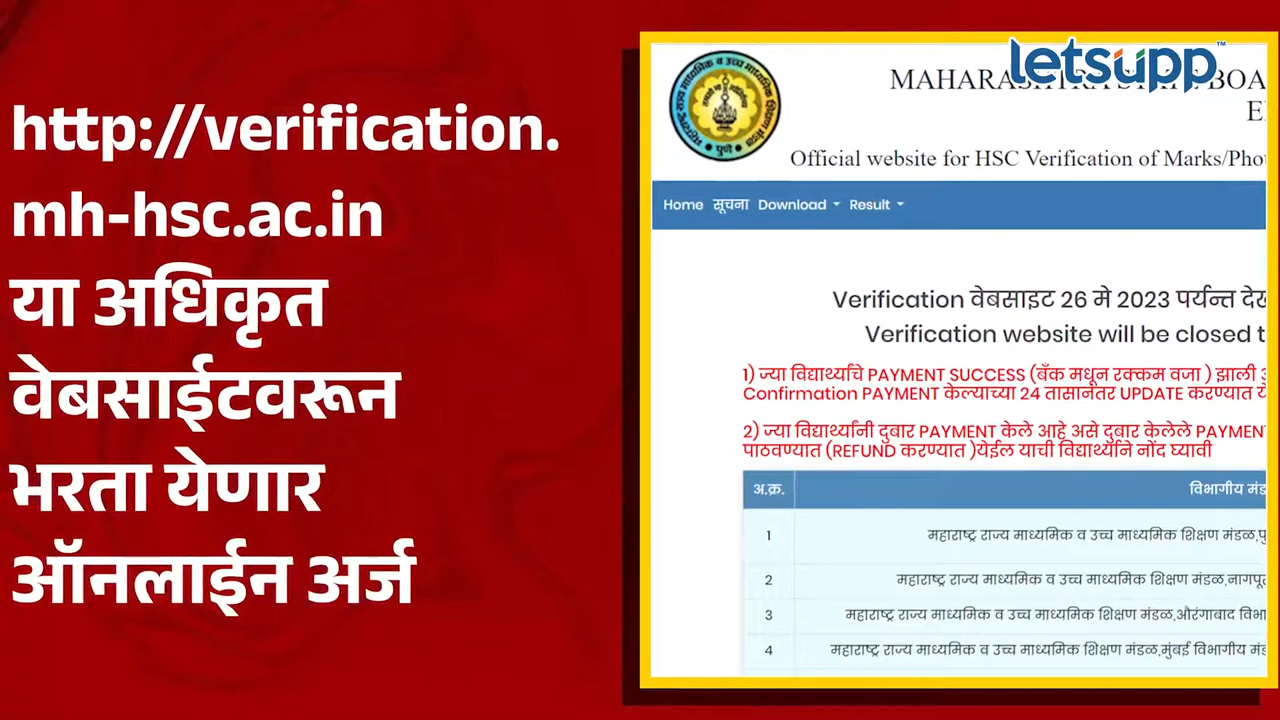 http://verification.
mh-hsc.ac.in
या अधिकृत
वेबसाईटवरून
भरता येणार
ऑनलाईन अर्ज
letsupp™
MAHARASHTRA STATE BOA
Official website for HSC Verification of Marks/Pho
Home सूचना Download Result
Verification वेबसाइट 26 मे 2023 पर्यन्त
Verification website will be closed
1) ज्या विद्यार्थ्यांचे PAYMENT SUCCESS (बँक मधून रक्कम वजा ) झाली
Confirmation PAYMENT केल्याच्या 24 तासानंतर UPDATE करण्यात
2) ज्या विद्यार्थ्यांनी दुबार PAYMENT केले आहे असे दुबार केलेले PAYMEN
पाठवण्यात (REFUND करण्यात )येईल याची विद्यार्थ्याने नोंद घ्यावी
अ.क्र. विभागीय मंड
1 महाराष्ट्र राज्य माध्यमिक व उच्च माध्यमिक शिक्षण मंडळ,पु
2 महाराष्ट्र राज्य माध्यमिक व उच्च माध्यमिक शिक्षण मंडळ,नागपू
3 महाराष्ट्र राज्य माध्यमिक व उच्च माध्यमिक शिक्षण मंडळ,औरंगाबाद विभा
4 महाराष्ट्र राज्य माध्यमिक व उच्च माध्यमिक शिक्षण मंडळ,मुंबई विभागीय मंड